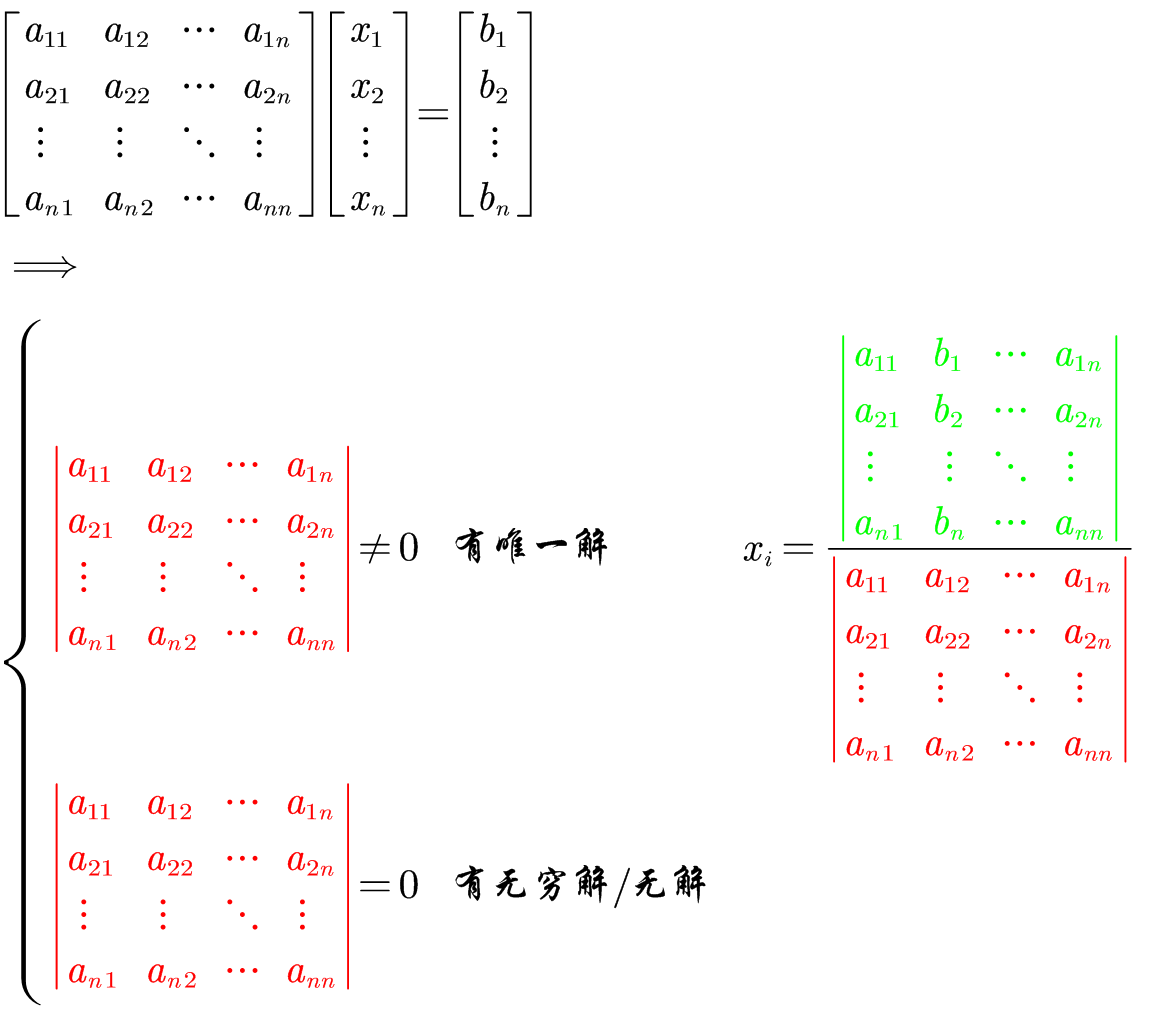 \begin{bmatrix} a_{11} & a_{12} & \cdots & a_{1n} \\ a_{21} & a_{22} & \cdots & a_{2n} \\ \vdots & \vdots & \ddots & \vdots \\ a_{n1} & a_{n2} & \cdots & a_{nn} \end{bmatrix} \begin{bmatrix} x_1 \\ x_2 \\ \vdots \\ x_n \end{bmatrix} = \begin{bmatrix} b_1 \\ b_2 \\ \vdots \\ b_n \end{bmatrix}
\Longrightarrow
\begin{vmatrix} a_{11} & a_{12} & \cdots & a_{1n} \\ a_{21} & a_{22} & \cdots & a_{2n} \\ \vdots & \vdots & \ddots & \vdots \\ a_{n1} & a_{n2} & \cdots & a_{nn} \end{vmatrix} \neq 0 有唯一解 x_i = \frac{\begin{vmatrix} a_{11} & b_1 & \cdots & a_{1n} \\ a_{21} & b_2 & \cdots & a_{2n} \\ \vdots & \vdots & \ddots & \vdots \\ a_{n1} & b_n & \cdots & a_{nn} \end{vmatrix}}{\begin{vmatrix} a_{11} & a_{12} & \cdots & a_{1n} \\ a_{21} & a_{22} & \cdots & a_{2n} \\ \vdots & \vdots & \ddots & \vdots \\ a_{n1} & a_{n2} & \cdots & a_{nn} \end{vmatrix}}
\begin{vmatrix} a_{11} & a_{12} & \cdots & a_{1n} \\ a_{21} & a_{22} & \cdots & a_{2n} \\ \vdots & \vdots & \ddots & \vdots \\ a_{n1} & a_{n2} & \cdots & a_{nn} \end{vmatrix} = 0 有无穷解/无解